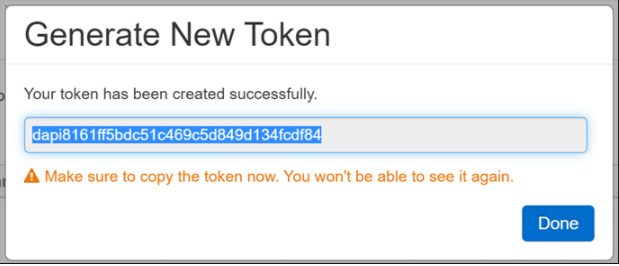 Generate New Token
Your token has been created successfully.
dapi8161ff5bdc51c469c5d849d134fcdf84
Make sure to copy the token now. You won't be able to see it again.
Done